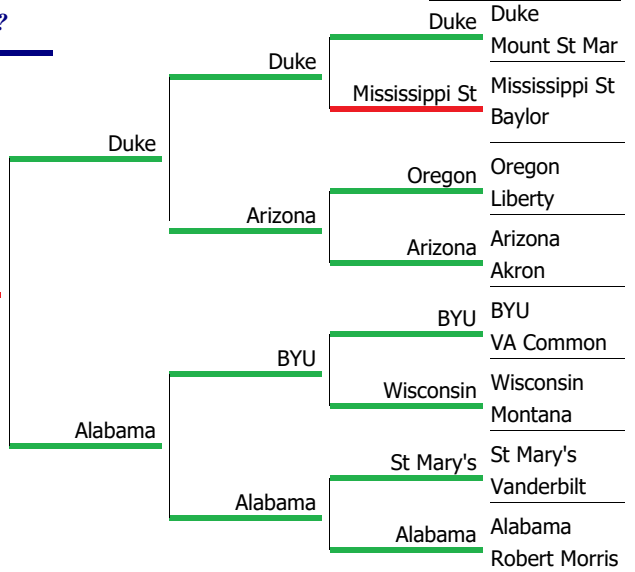 ?
Duke
Duke
Mount St Mar
Duke
Mississippi St
Mississippi St
Baylor
Duke
Oregon
Oregon
Liberty
Arizona
Arizona
Arizona
Akron
BYU
BYU
VA Common
BYU
Wisconsin
Wisconsin
Montana
Alabama
St Mary's
St Mary's
Vanderbilt
Alabama
Alabama
Alabama
Robert Morris